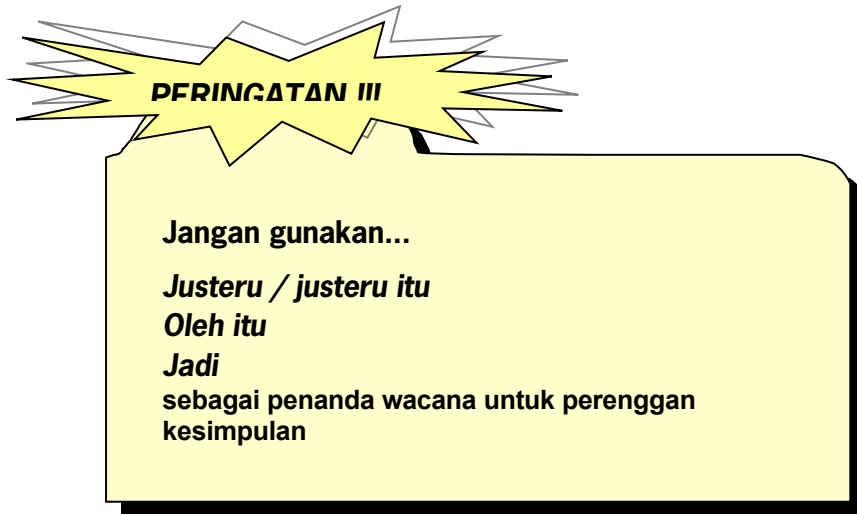 PERINGATAN !!!
Jangan gunakan...
Justeru / justeru itu
Oleh itu
Jadi
sebagai penanda wacana untuk perenggan
kesimpulan